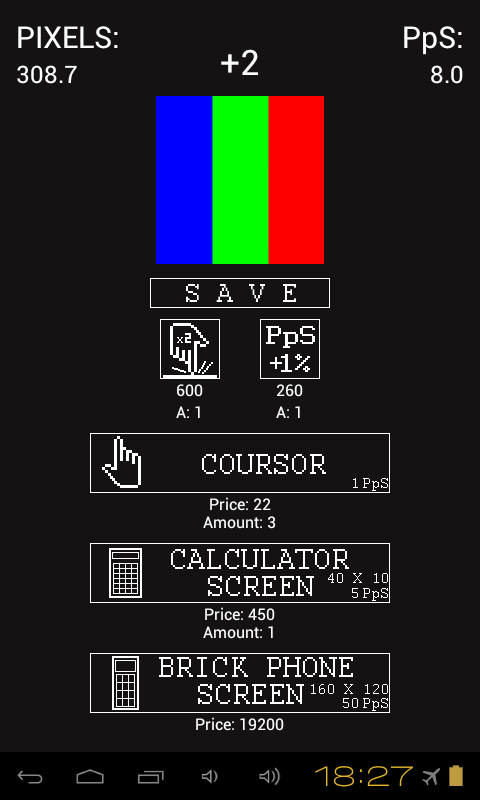 PIXELS:
PpS:
308.7
+2
8.0
S A V E
x2
PpS
+1%
600
260
A: 1
A: 1
COURSOR
1 PpS
Price: 22
Amount: 3
CALCULATOR
SCREEN
40 X 10
5 PpS
Price: 450
Amount: 1
BRICK PHONE
SCREEN
160 X 120
50 PpS
Price: 19200
18:27